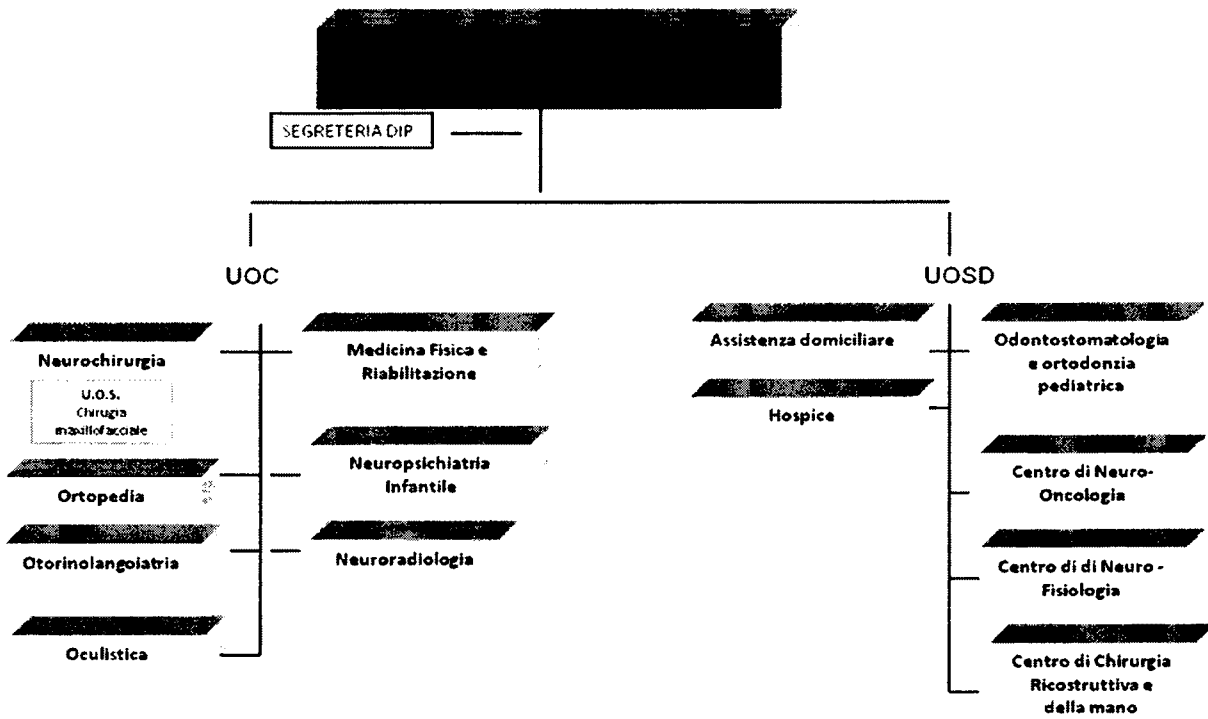 SEGRETERIA DIP
UOC
Neurochirurgia
U.O.S.
Chirugia
maxillofacciale
Ortopedia
Otorinolangoiatria
Oculistica
Medicina Fisica e
Riabilitazione
Neuropsichiatria
Infantile
Neuroradiologia
UOSD
Assistenza domiciliare
Hospice
Odontostomatologia
e ortodonzia
pediatrica
Centro di Neuro-
Oncologia
Centro di di Neuro -
Fisiologia
Centro di Chirurgia
Ricostruttiva e
della mano